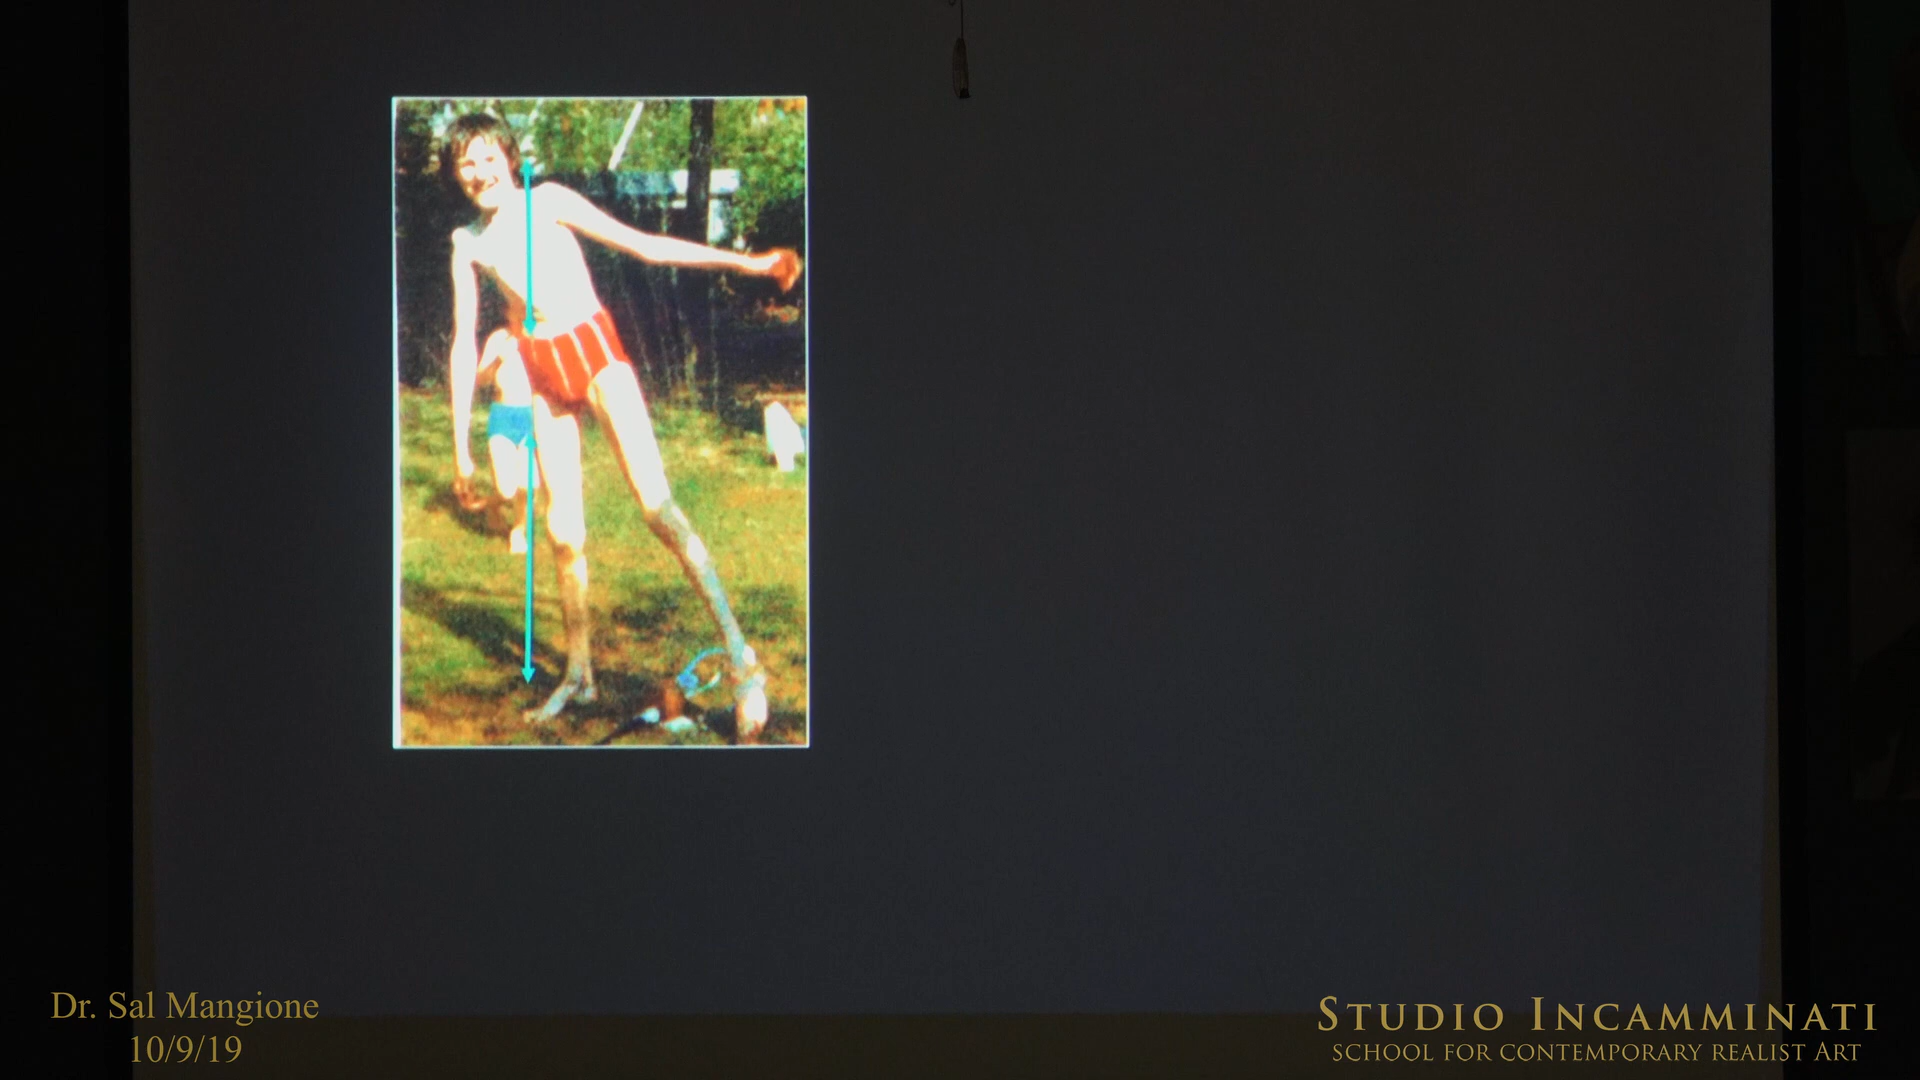 Dr. Sal Mangione
10/9/19
STUDIO INCAMMINATI
SCHOOL FOR CONTEMPORARY REALIST ART